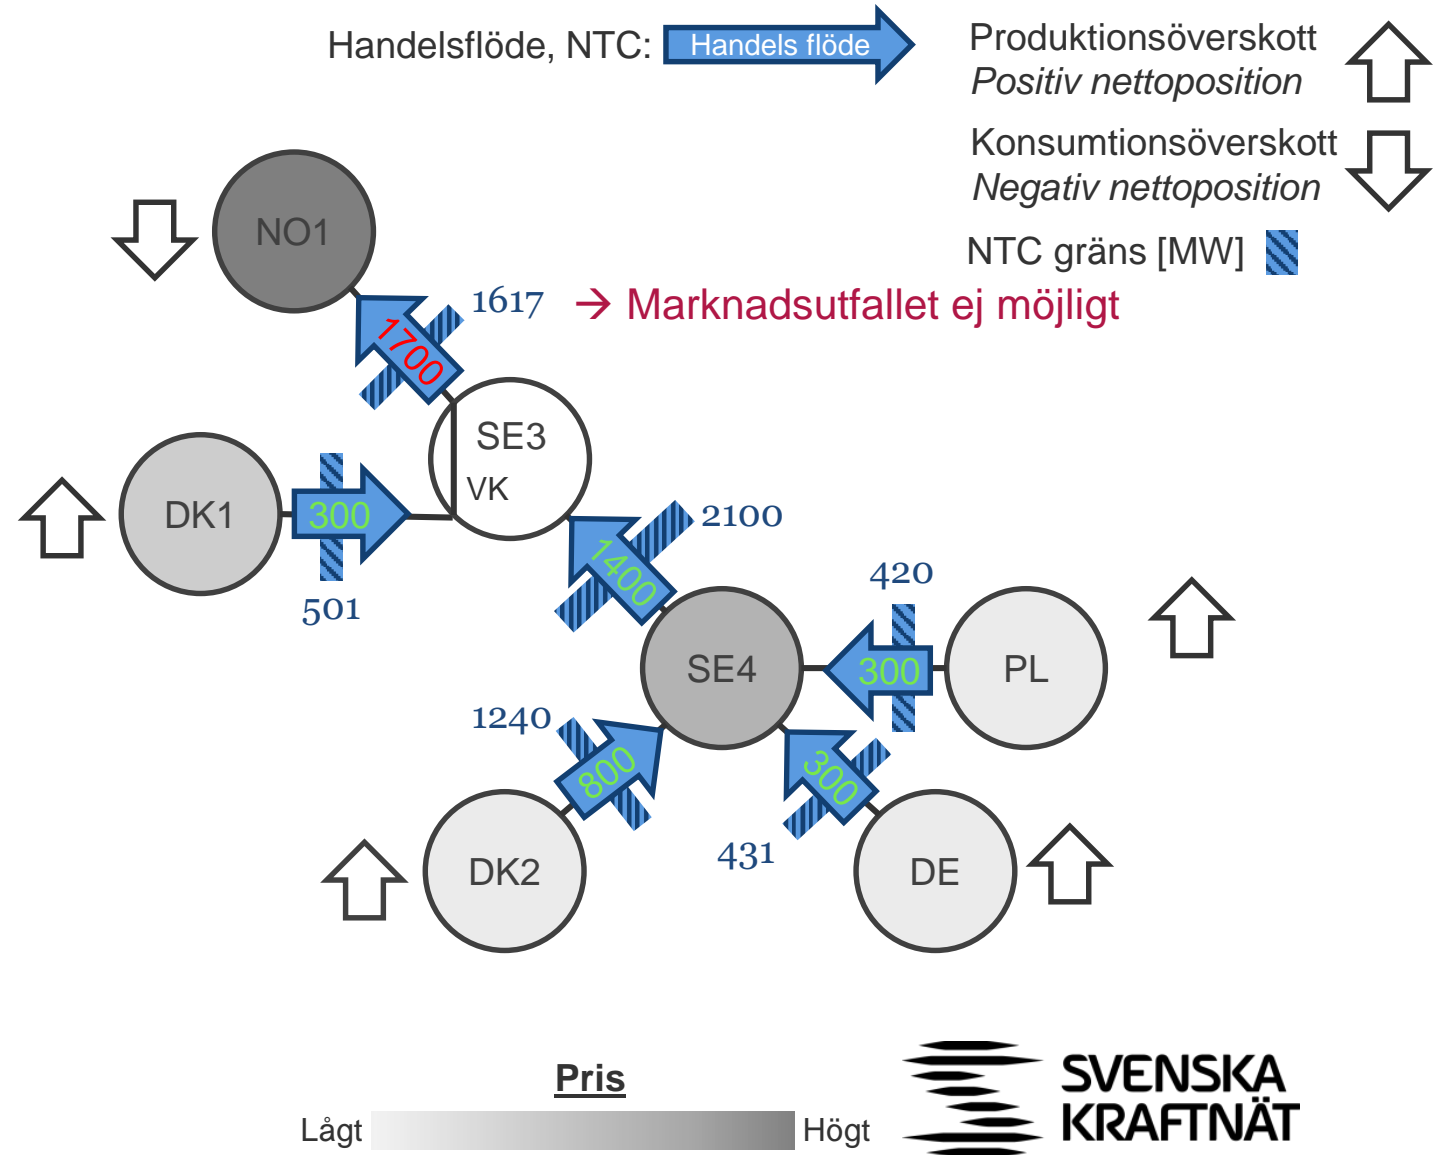 Handelsflöde, NTC:
Handels flöde
Produktionsöverskott
Positiv nettoposition
Konsumtionsöverskott
Negativ nettoposition
NTC gräns [MW]
NO1
1617
→ Marknadsutfallet ej möjligt
1700
SE3
VK
DK1
300
501
2100
1400
420
SE4
300
PL
1240
800
300
431
DK2
DE
Pris
Lågt
Högt
SVENSKA
KRAFTNÄT